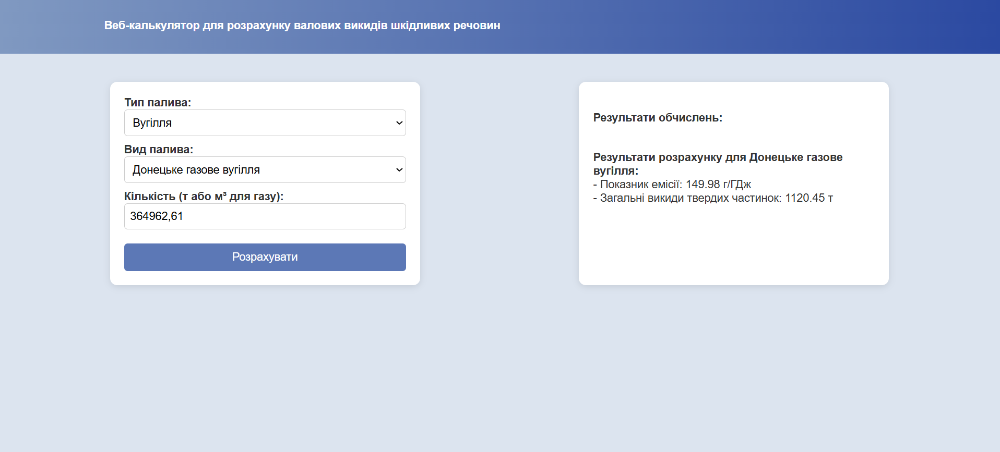 Веб-калькулятор для розрахунку валових викидів шкідливих речовин
Тип палива:
Вугілля
Вид палива:
Донецьке газове вугілля
Кількість (т або м³ для газу):
364962,61
Розрахувати
Результати обчислень:
Результати розрахунку для Донецьке газове
вугілля:
- Показник емісії: 149.98 г/ГДж
- Загальні викиди твердих частинок: 1120.45 т